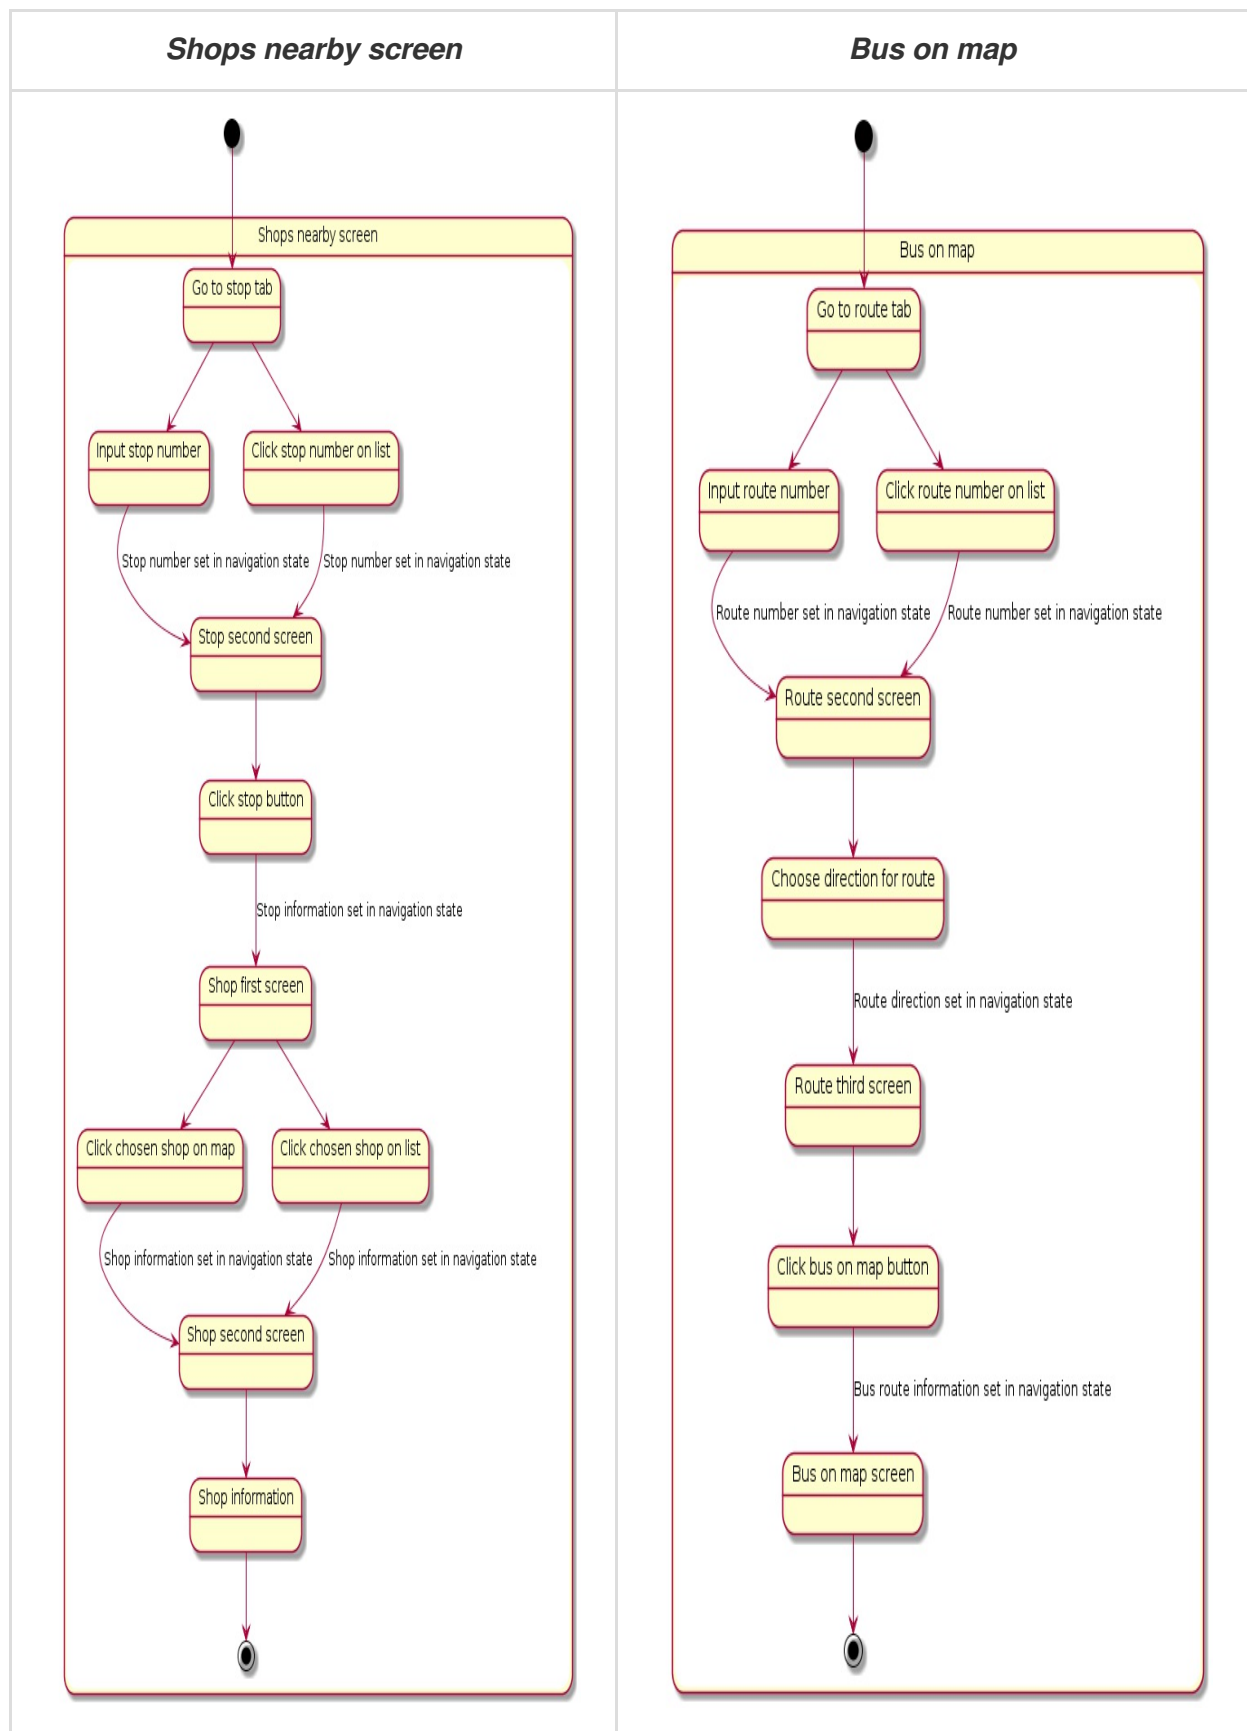 Shops nearby screen
Bus on map
Shops nearby screen
Go to stop tab
Input stop number
Click stop number on list
Stop number set in navigation state
Stop number set in navigation state
Stop second screen
Click stop button
Stop information set in navigation state
Shop first screen
Click chosen shop on map
Click chosen shop on list
Shop information set in navigation state
Shop information set in navigation state
Shop second screen
Shop information
Bus on map
Go to route tab
Input route number
Click route number on list
Route number set in navigation state
Route number set in navigation state
Route second screen
Choose direction for route
Route direction set in navigation state
Route third screen
Click bus on map button
Bus route information set in navigation state
Bus on map screen